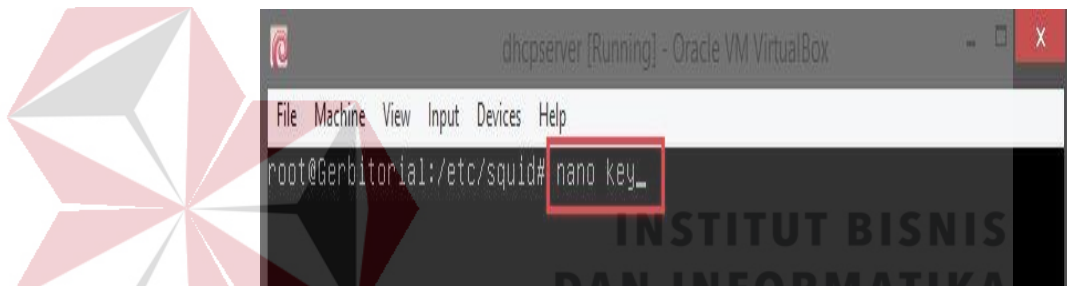 dhcpserver [Running] - Oracle VM VirtualBox
File Machine View Input Devices Help
root@Gerbitorial:/etc/squid# nano key_
INSTITUT BISNIS
DAN INFORMATIKA